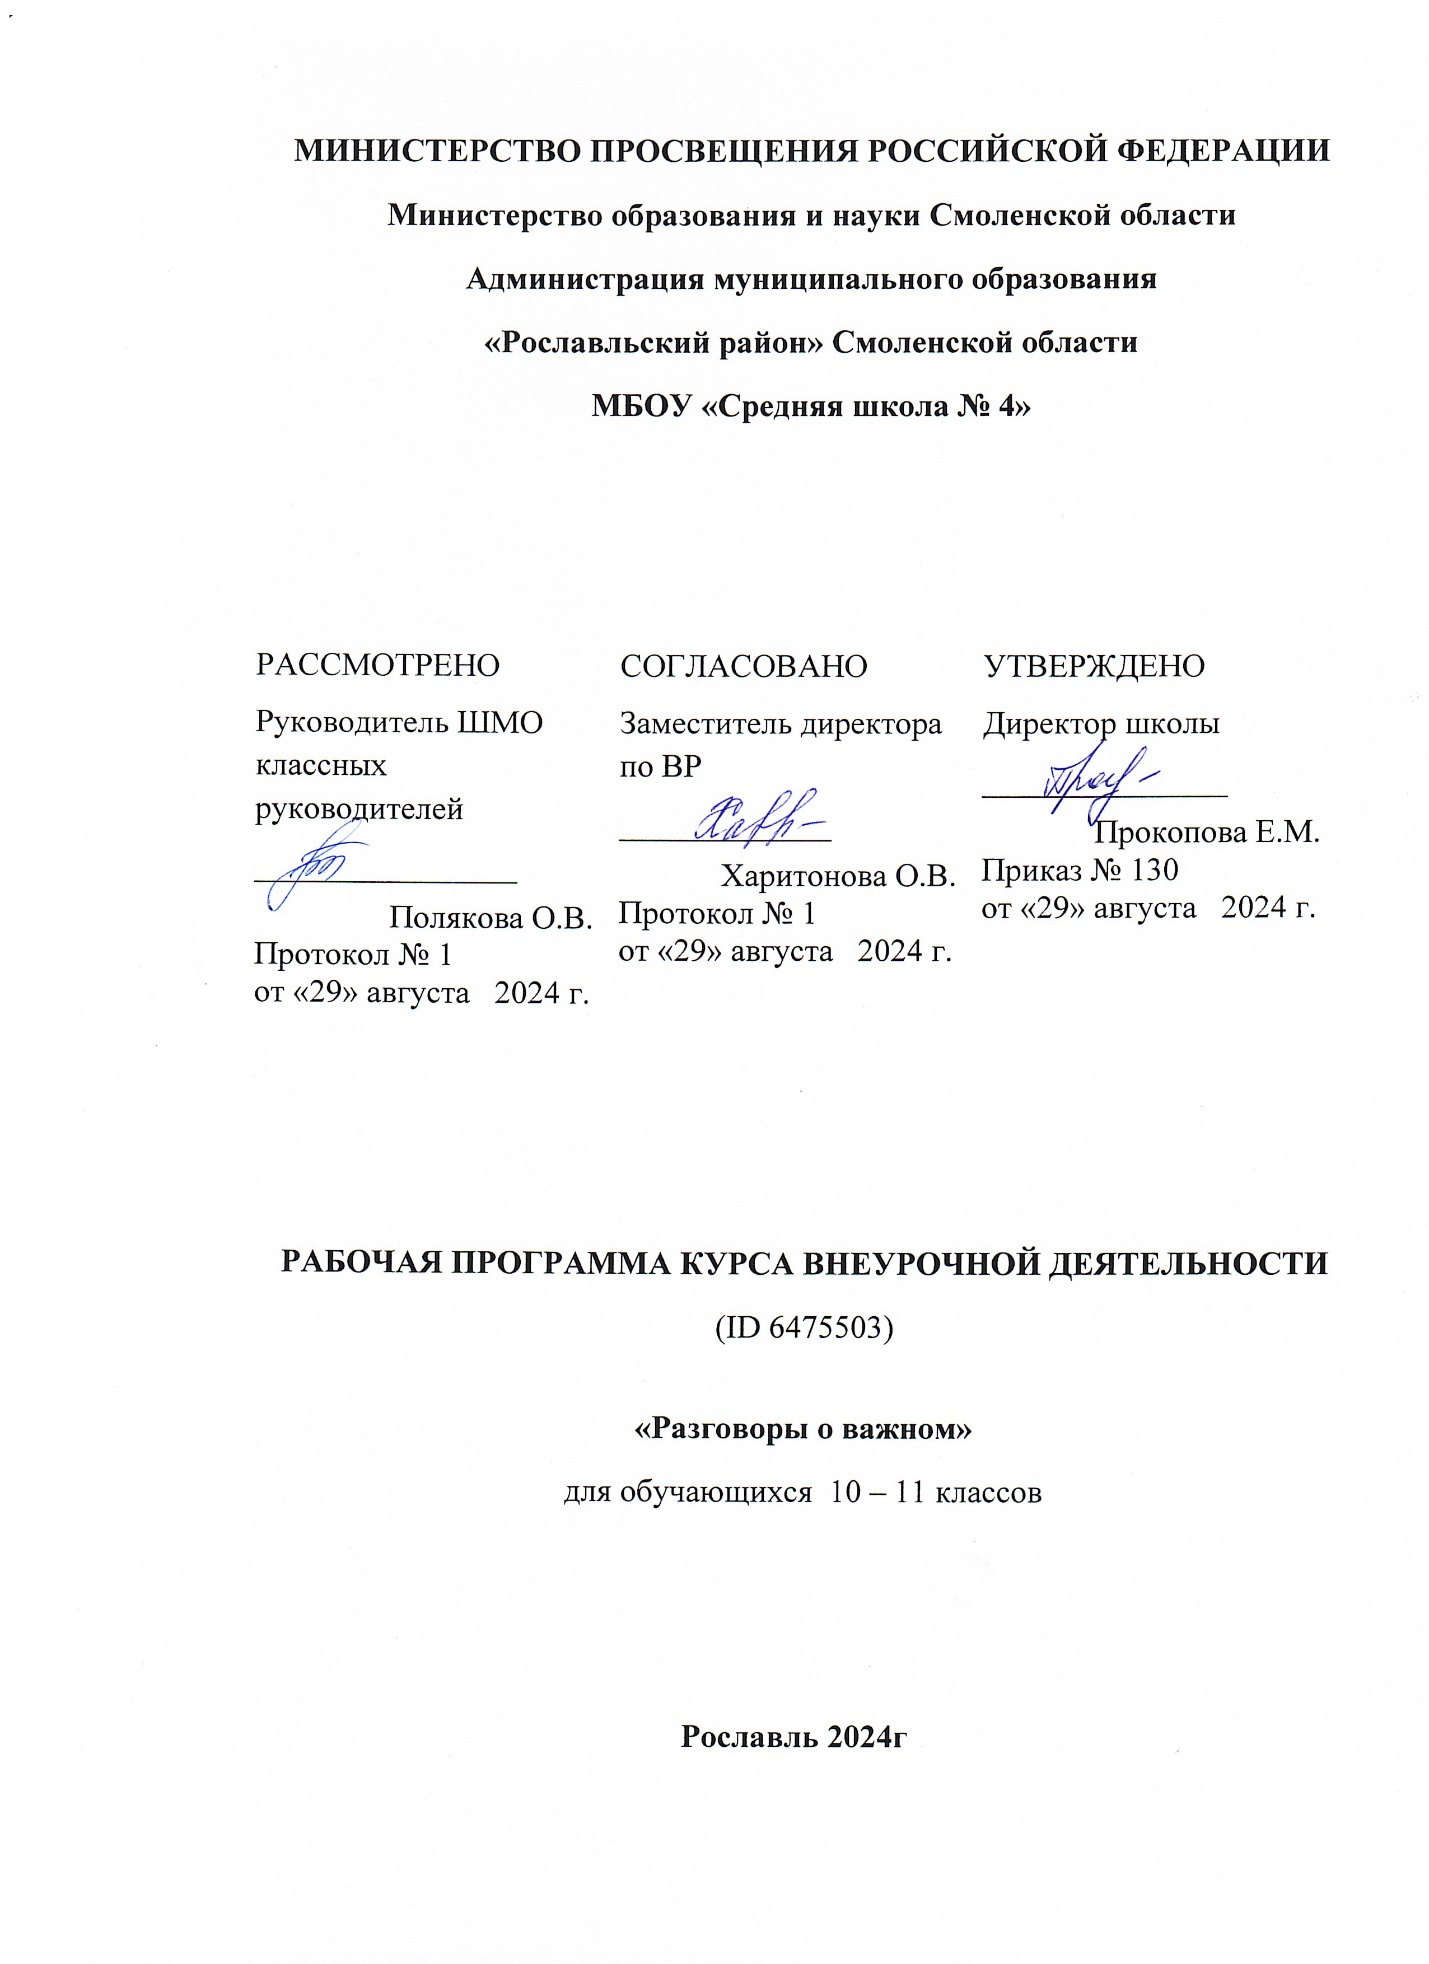 МИНИСТЕРСТВО ПРОСВЕЩЕНИЯ РОССИЙСКОЙ ФЕДЕРАЦИИ
Министерство образования и науки Смоленской области
Администрация муниципального образования
«Рославльский район» Смоленской области
МБОУ «Средняя школа № 4»
РАССМОТРЕНО
Руководитель ШМО
классных
руководителей
Полякова О.В.
Протокол № 1
от «29» августа 2024 г.
СОГЛАСОВАНО
Заместитель директора
по ВР
Харитонова О.В.
Протокол № 1
от «29» августа 2024 г.
УТВЕРЖДЕНО
Директор школы
Прокопова Е.М.
Приказ № 130
от «29» августа 2024 г.
РАБОЧАЯ ПРОГРАММА КУРСА ВНЕУРОЧНОЙ ДЕЯТЕЛЬНОСТИ
(ID 6475503)
«Разговоры о важном»
для обучающихся 10 – 11 классов
Рославль 2024г